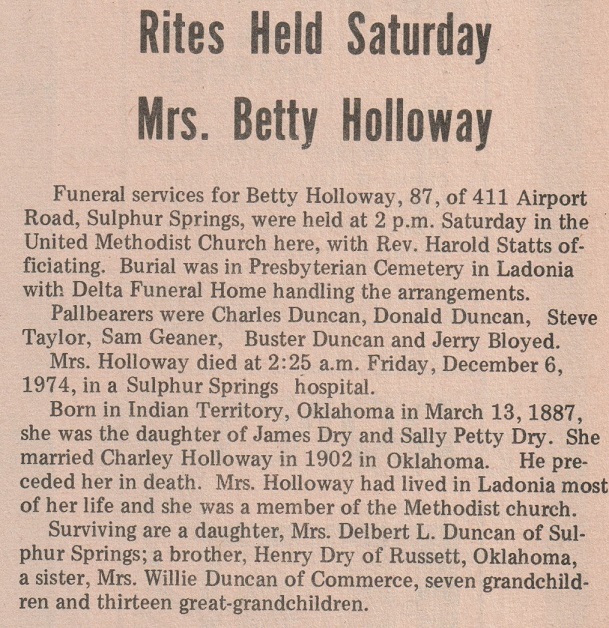 Rites Held Saturday
Mrs. Betty Holloway
Funeral services for Betty Holloway, 87, of 411 Airport
Road, Sulphur Springs, were held at 2 p.m. Saturday in the
United Methodist Church here, with Rev. Harold Statts of-
ficiating. Burial was in Presbyterian Cemetery in Ladonia
with Delta Funeral Home handling the arrangements.
Pallbearers were Charles Duncan, Donald Duncan, Steve
Taylor, Sam Geaner, Buster Duncan and Jerry Bloyed.
Mrs. Holloway died at 2:25 a.m. Friday, December 6,
1974, in a Sulphur Springs hospital.
Born in Indian Territory, Oklahoma in March 13, 1887,
she was the daughter of James Dry and Sally Petty Dry. She
married Charley Holloway in 1902 in Oklahoma. He pre-
ceded her in death. Mrs. Holloway had lived in Ladonia most
of her life and she was a member of the Methodist church.
Surviving are a daughter, Mrs. Delbert L. Duncan of Sul-
phur Springs; a brother, Henry Dry of Russett, Oklahoma,
a sister, Mrs. Willie Duncan of Commerce, seven grandchild-
ren and thirteen great-grandchildren.